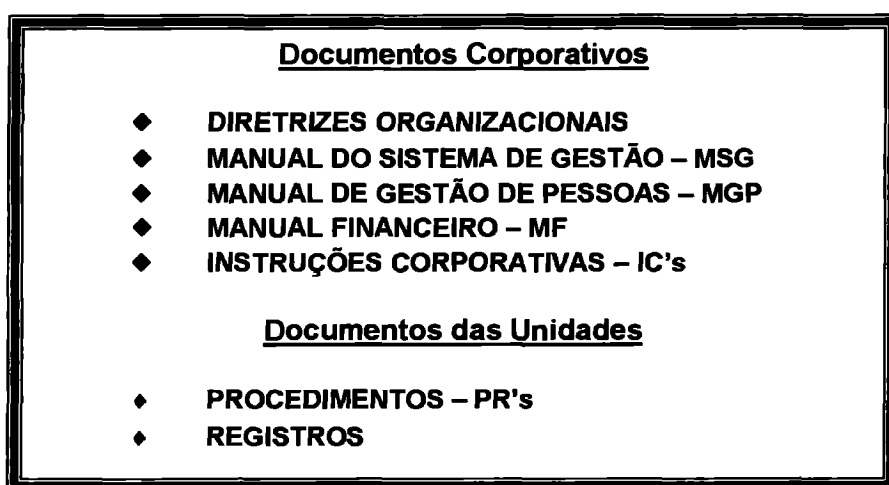 Documentos Corporativos
◆ DIRETRIZES ORGANIZACIONAIS
◆ MANUAL DO SISTEMA DE GESTÃO – MSG
◆ MANUAL DE GESTÃO DE PESSOAS – MGP
◆ MANUAL FINANCEIRO – MF
◆ INSTRUÇÕES CORPORATIVAS – IC's
Documentos das Unidades
◆ PROCEDIMENTOS – PR's
◆ REGISTROS